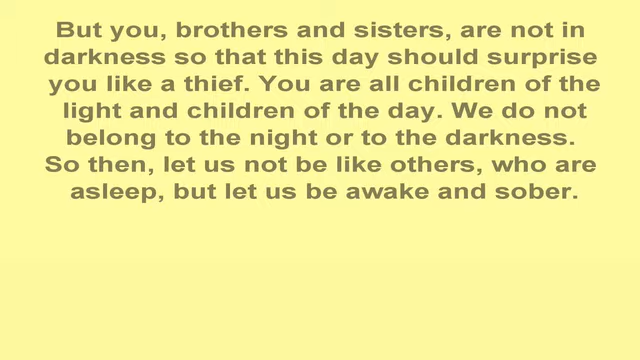 But you, brothers and sisters, are not in
darkness so that this day should surprise
you like a thief. You are all children of the
light and children of the day. We do not
belong to the night or to the darkness.
So then, let us not be like others, who are
asleep, but let us be awake and sober.